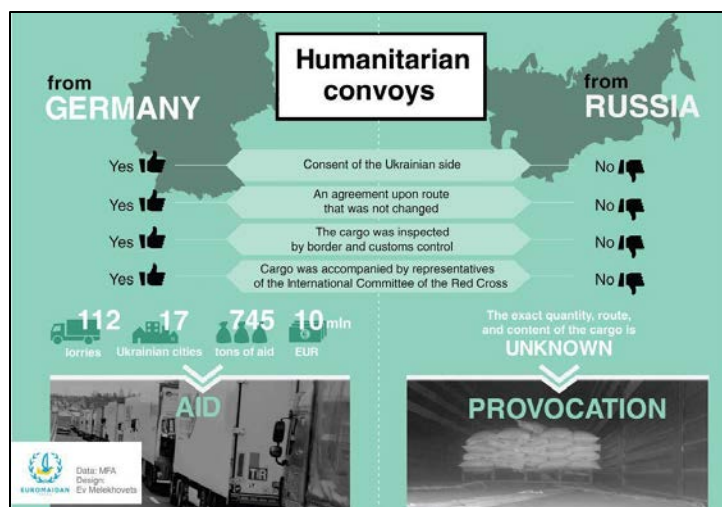 Humanitarian
convoys
from
GERMANY
from
RUSSIA
Yes
Consent of the Ukrainian side
No
Yes
An agreement upon route
that was not changed
No
Yes
The cargo was inspected
by border and customs control
No
Yes
Cargo was accompanied by representatives
of the International Committee of the Red Cross
No
112
lorries
17
Ukrainian cities
745
tons of aid
10 mln
EUR
The exact quantity, route,
and content of the cargo is
UNKNOWN
AID
PROVOCATION
TIR
EUROMAIDAN
Data: MFA
Design:
Ev Melekhovets